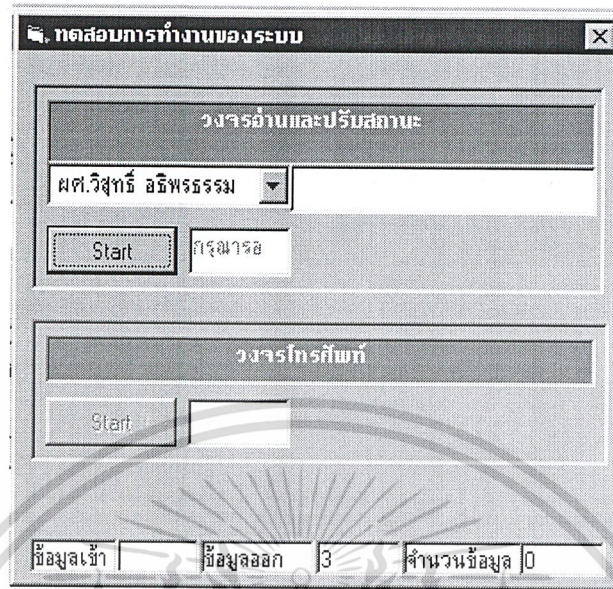 ทดสอบการทำงานของระบบ
วงจรอ่านและปรับสถานะ
ผศ.วิสุทธิ์ อธิพรธรรม
Start กรุณารอ
วงจรโทรศัพท์
Start
ข้อมูลเข้า ข้อมูลออก 3 จำนวนข้อมูล 0